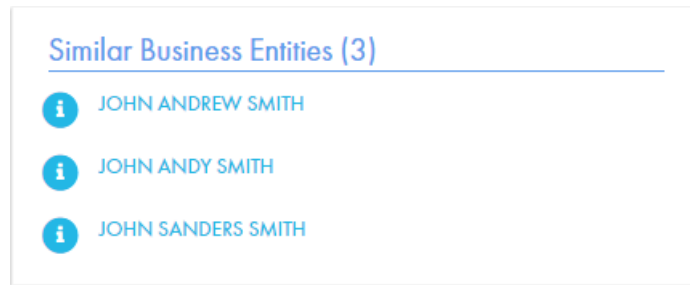 Similar Business Entities (3)
JOHN ANDREW SMITH
JOHN ANDY SMITH
JOHN SANDERS SMITH